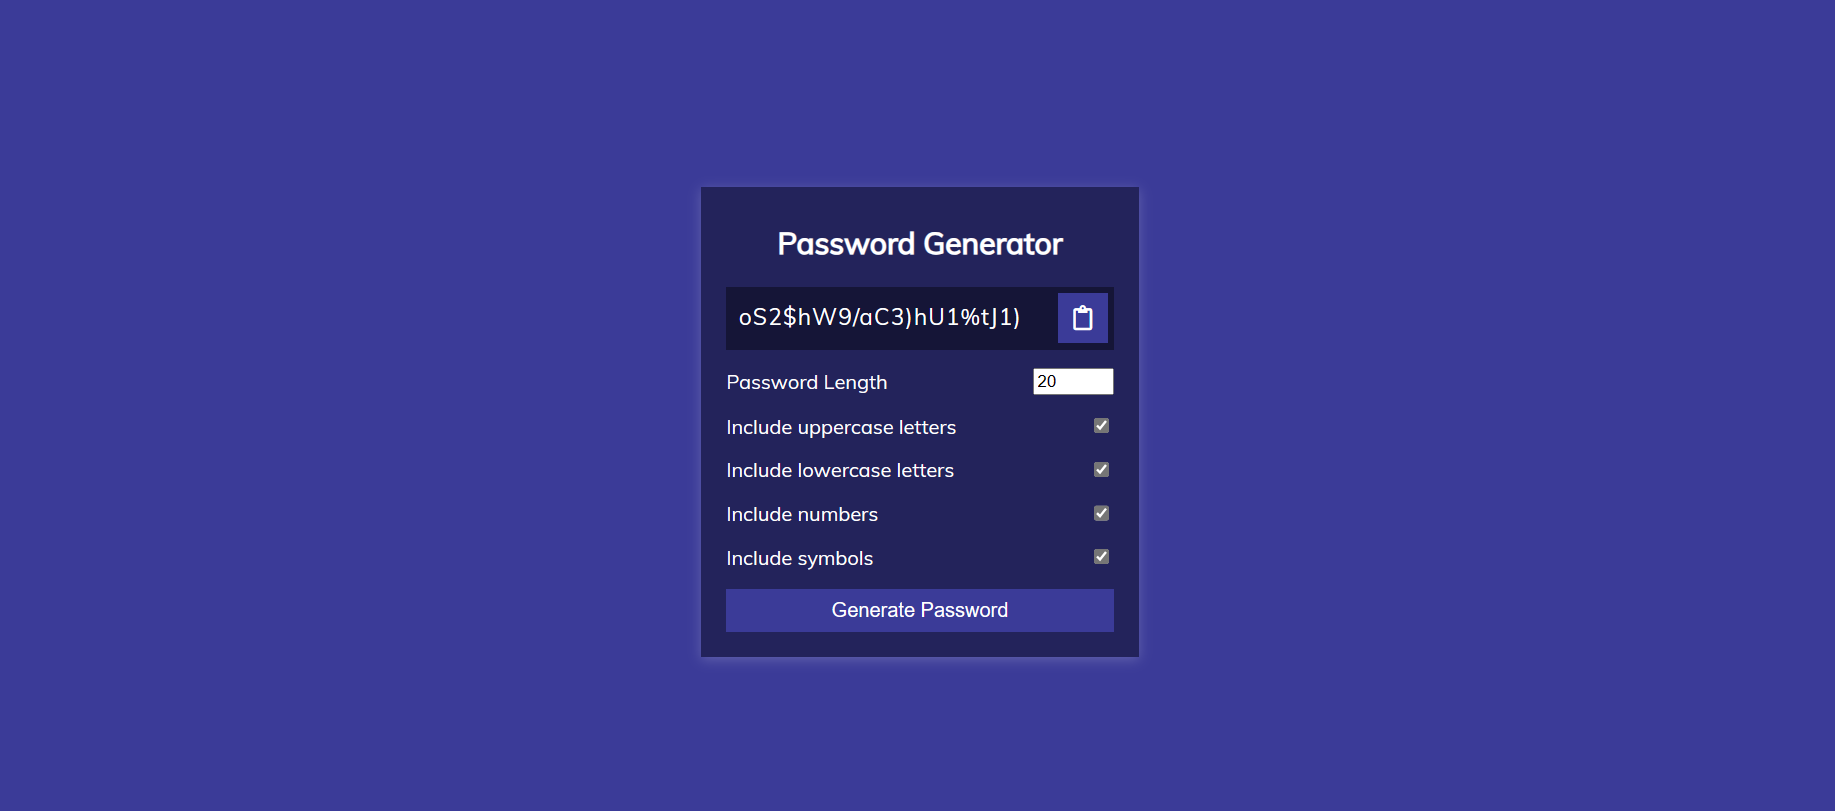 Password Generator
oS2$hW9/aC3)hU1%tJ1)
Password Length 20
Include uppercase letters
Include lowercase letters
Include numbers
Include symbols
Generate Password